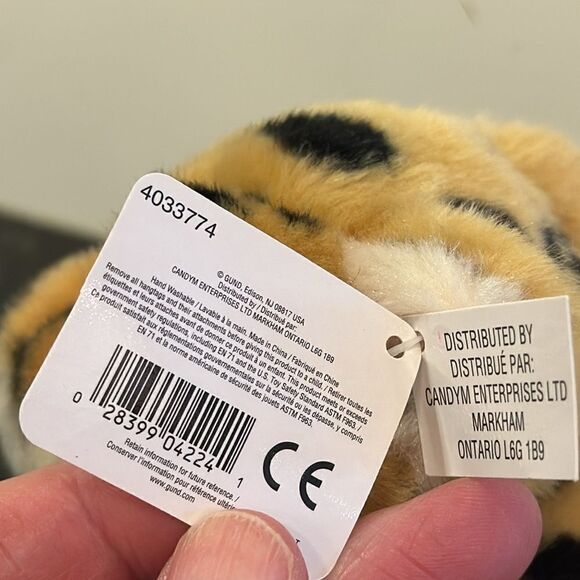 4033774
© GUND, Edison, NJ 08817 USA
Distributed by / Distribué par:
CANDYM ENTERPRISES LTD MARKHAM ONTARIO L6G 1B9
Hand Washable / Lavable à la main. Made in China / Fabriqué en Chine
Remove all hangtags and their attachments before giving this product to a child. / Retirer toutes les
étiquettes et leurs attaches avant de donner ce produit à un enfant. This product meets or exceeds
government safety regulations, including EN 71 and the U.S. Toy Safety Standard ASTM F963. /
Ce produit satisfait aux réglementations gouvernementales sur la sécurité ou les dépasse, y compris
EN 71 et la norme américaine de sécurité des jouets ASTM F963.
0 28399 04224 1
CE
Retain information for future reference. /
Conserver l'information pour référence ultérieure.
www.gund.com
DISTRIBUTED BY
DISTRIBUÉ PAR:
CANDYM ENTERPRISES LTD
MARKHAM
ONTARIO L6G 1B9